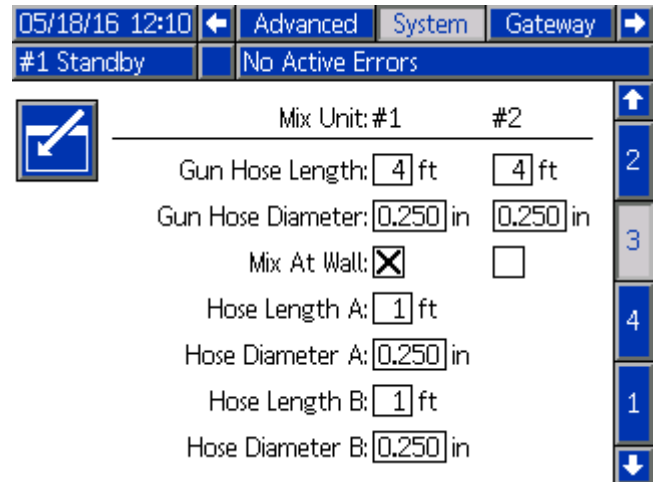 05/18/16 12:10 Advanced System Gateway
#1 Standby No Active Errors
Mix Unit: #1 #2
Gun Hose Length: 4 ft 4 ft
Gun Hose Diameter: 0.250 in 0.250 in
Mix At Wall:
Hose Length A: 1 ft
Hose Diameter A: 0.250 in
Hose Length B: 1 ft
Hose Diameter B: 0.250 in
2
3
4
1